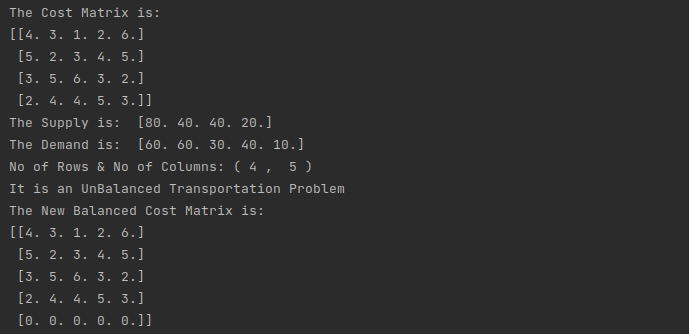 The Cost Matrix is:
[[4. 3. 1. 2. 6.]
 [5. 2. 3. 4. 5.]
 [3. 5. 6. 3. 2.]
 [2. 4. 4. 5. 3.]]
The Supply is:  [80. 40. 40. 20.]
The Demand is:  [60. 60. 30. 40. 10.]
No of Rows & No of Columns: ( 4 ,  5 )
It is an UnBalanced Transportation Problem
The New Balanced Cost Matrix is:
[[4. 3. 1. 2. 6.]
 [5. 2. 3. 4. 5.]
 [3. 5. 6. 3. 2.]
 [2. 4. 4. 5. 3.]
 [0. 0. 0. 0. 0.]]